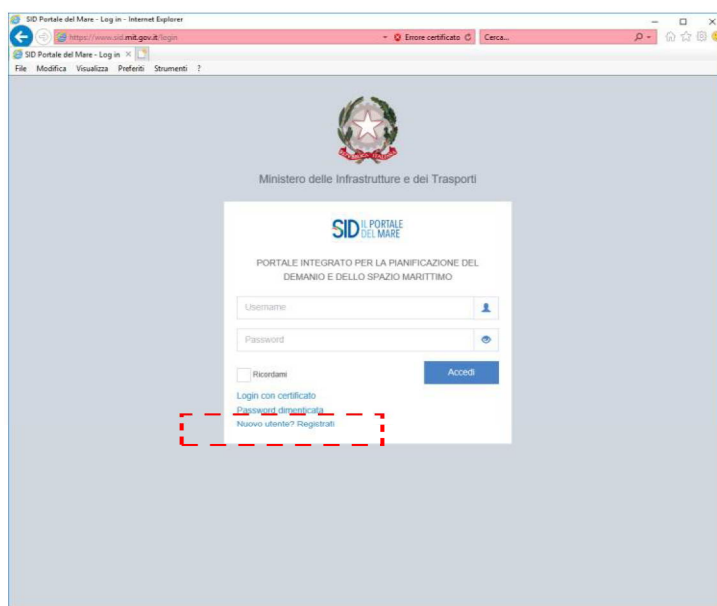 SID Portale del Mare - Log in - Internet Explorer
https://www.sid.mit.gov.it/login
Errore certificato
Cerca...
SID Portale del Mare - Log in
File Modifica Visualizza Preferiti Strumenti ?
REPVBBLICA ITALIANA
Ministero delle Infrastrutture e dei Trasporti
SID IL PORTALE
DEL MARE
PORTALE INTEGRATO PER LA PIANIFICAZIONE DEL
DEMANIO E DELLO SPAZIO MARITTIMO
Username
Password
Ricordami
Accedi
Login con certificato
Password dimenticata
Nuovo utente? Registrati